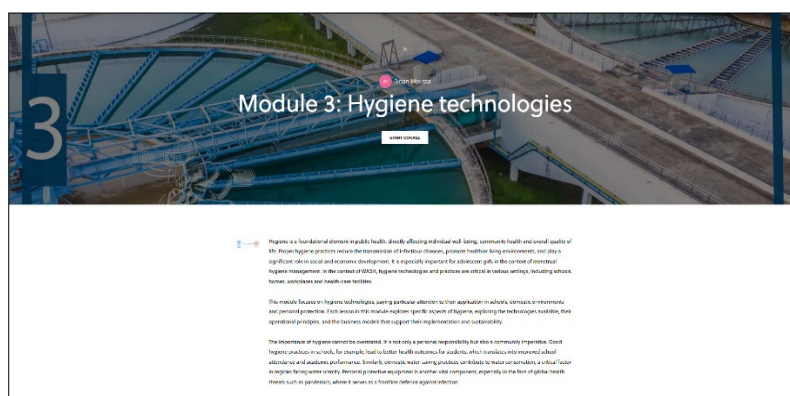 3
Module 3: Hygiene technologies
START COURSE
Hygiene is a foundational element in public health, directly affecting individual well-being, community health and overall quality of
life. Proper hygiene practices reduce the transmission of infectious diseases, promote healthier living environments, and play a
significant role in social and economic development. It is especially important for adolescent girls in the context of menstrual
hygiene management. In the context of WASH, hygiene technologies and practices are critical in various settings, including schools,
homes, workplaces and health-care facilities.
This module focuses on hygiene technologies, paying particular attention to their application in schools, domestic environments
and personal protection. Each lesson in this module explores specific aspects of hygiene, exploring the technologies available, their
operational principles, and the business models that support their implementation and sustainability.
The importance of hygiene cannot be overstated. It is not only a personal responsibility but also a community imperative. Good
hygiene practices in schools, for example, lead to better health outcomes for students, which translates into improved school
attendance and academic performance. Similarly, domestic water-saving practices contribute to water conservation, a critical factor
in regions facing water scarcity. Personal protective equipment is another vital component, especially in the face of global health
threats such as pandemics, where it serves as a frontline defence against infection.